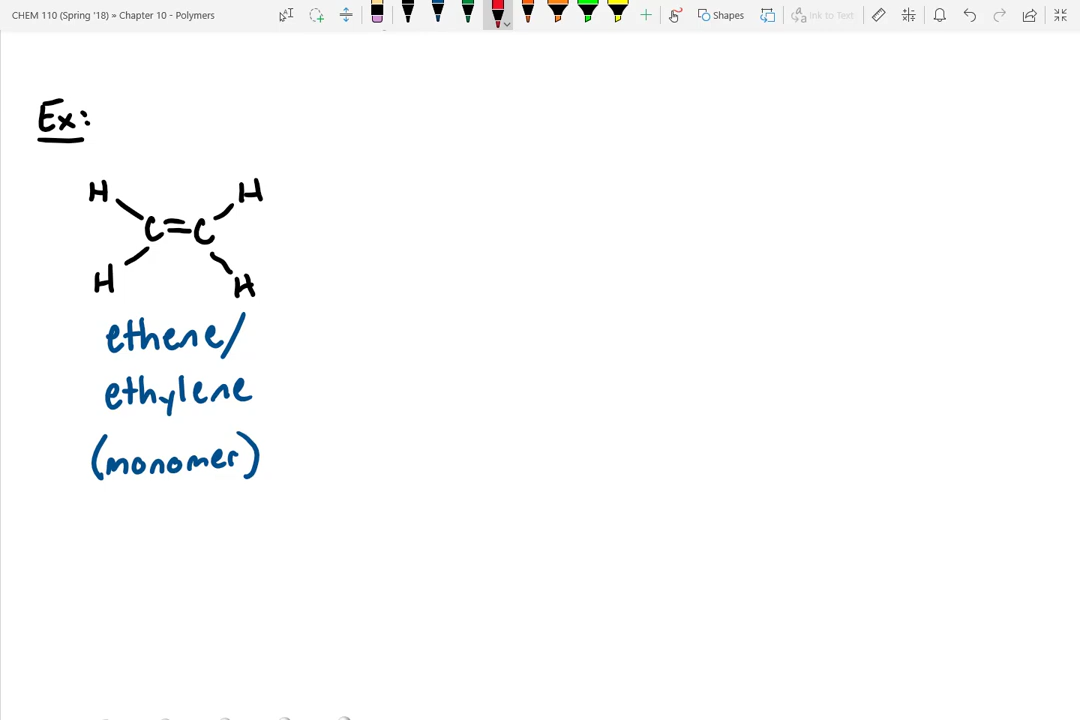 CHEM 110 (Spring '18) » Chapter 10 - Polymers
Shapes
Ink to Text
Ex:
H H
C=C
H H
ethene/
ethylene
(monomer)